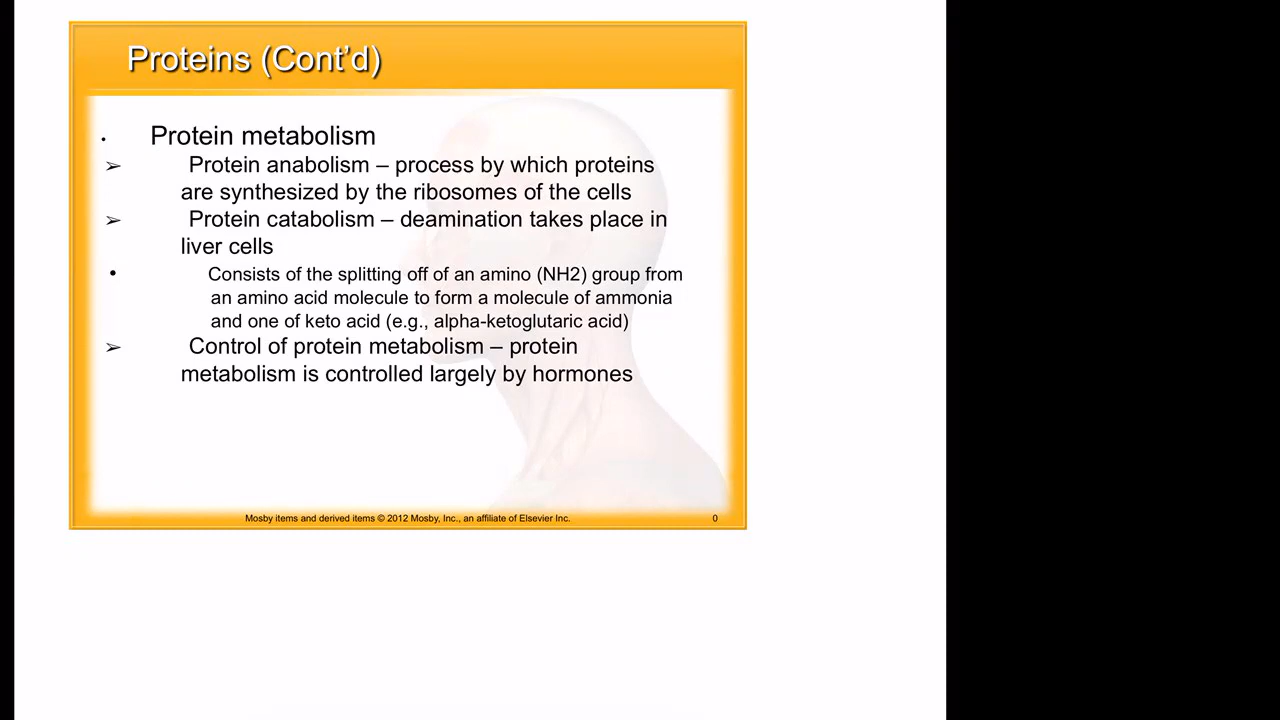 Proteins (Cont’d)
• Protein metabolism
➢ Protein anabolism – process by which proteins
are synthesized by the ribosomes of the cells
➢ Protein catabolism – deamination takes place in
liver cells
• Consists of the splitting off of an amino (NH2) group from
an amino acid molecule to form a molecule of ammonia
and one of keto acid (e.g., alpha-ketoglutaric acid)
➢ Control of protein metabolism – protein
metabolism is controlled largely by hormones
Mosby items and derived items © 2012 Mosby, Inc., an affiliate of Elsevier Inc. 0